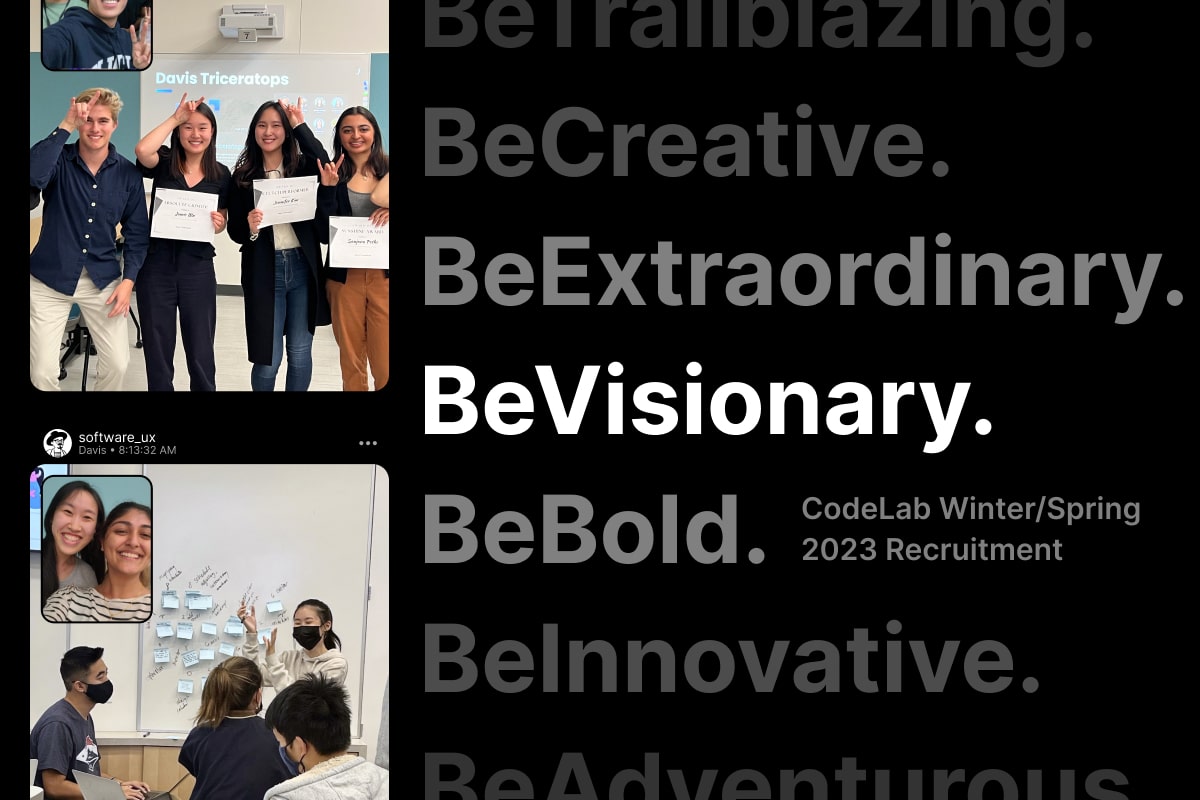 7
Davis Triceratops
software_ux
Davis • 8:13:32 AM
BeTrailblazing.
BeCreative.
BeExtraordinary.
BeVisionary.
BeBold.
CodeLab Winter/Spring
2023 Recruitment
BeInnovative.
BeAdventurous